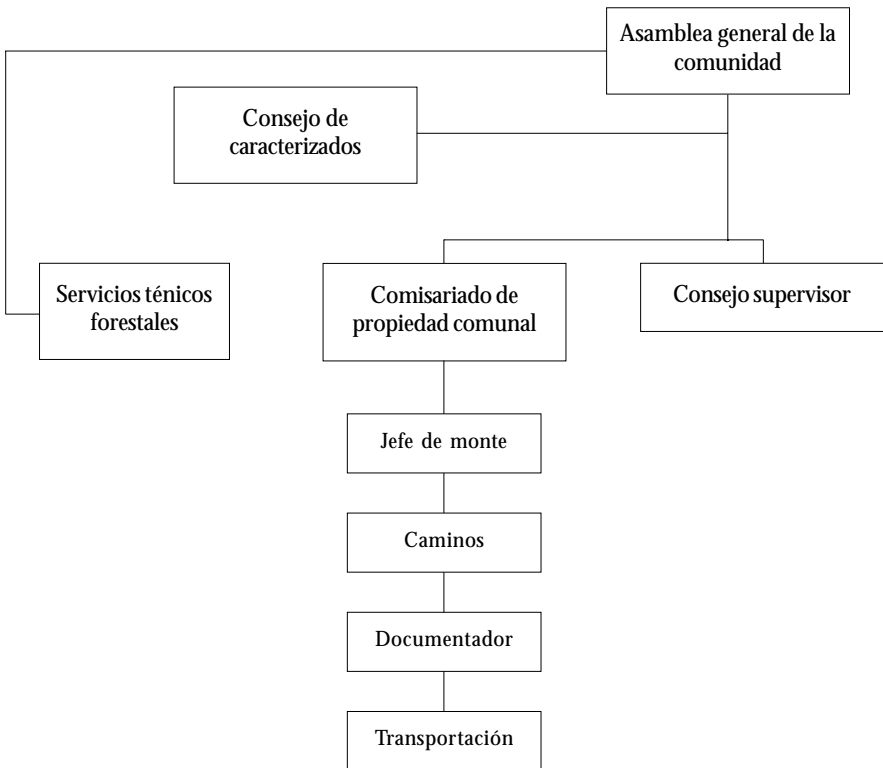 Asamblea general de la
comunidad
Consejo de
caracterizados
Servicios ténicos
forestales
Comisariado de
propiedad comunal
Consejo supervisor
Jefe de monte
Caminos
Documentador
Transportación